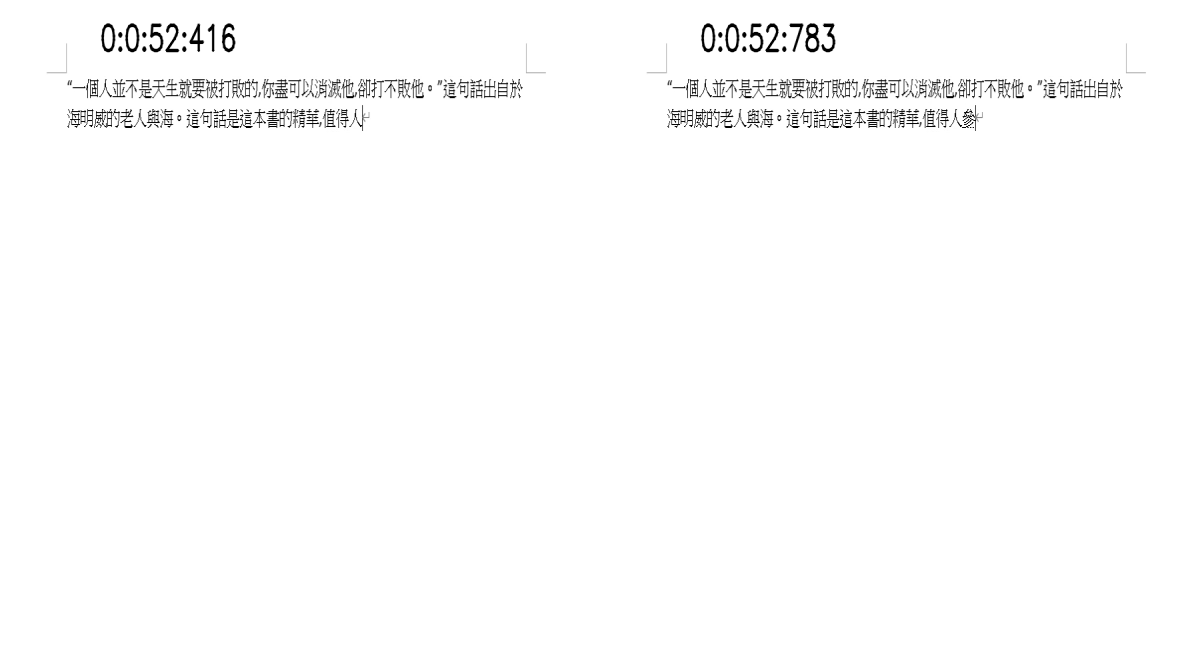 0:0:52:416
“一個人並不是天生就要被打敗的,你盡可以消滅他,卻打不敗他。”這句話出自於
海明威的老人與海。這句話是這本書的精華,值得人
0:0:52:783
“一個人並不是天生就要被打敗的,你盡可以消滅他,卻打不敗他。”這句話出自於
海明威的老人與海。這句話是這本書的精華,值得人參